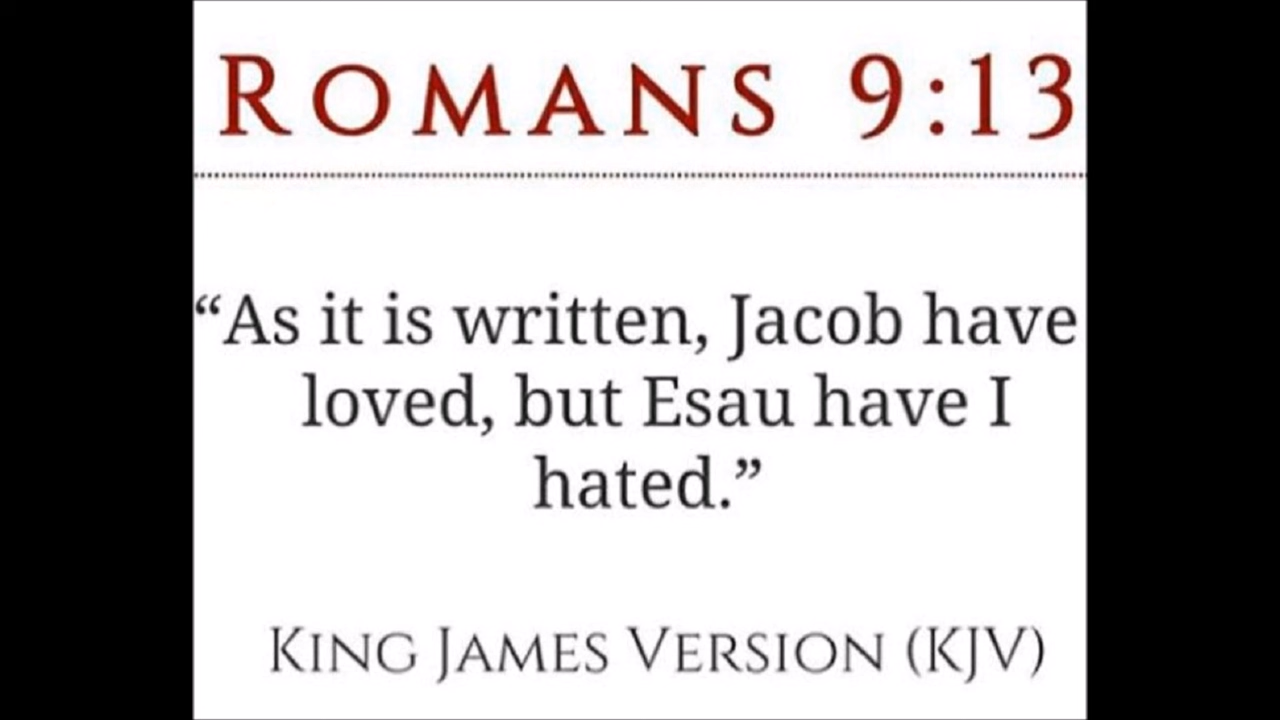 ROMANS 9:13
“As it is written, Jacob have
loved, but Esau have I
hated.”
KING JAMES VERSION (KJV)